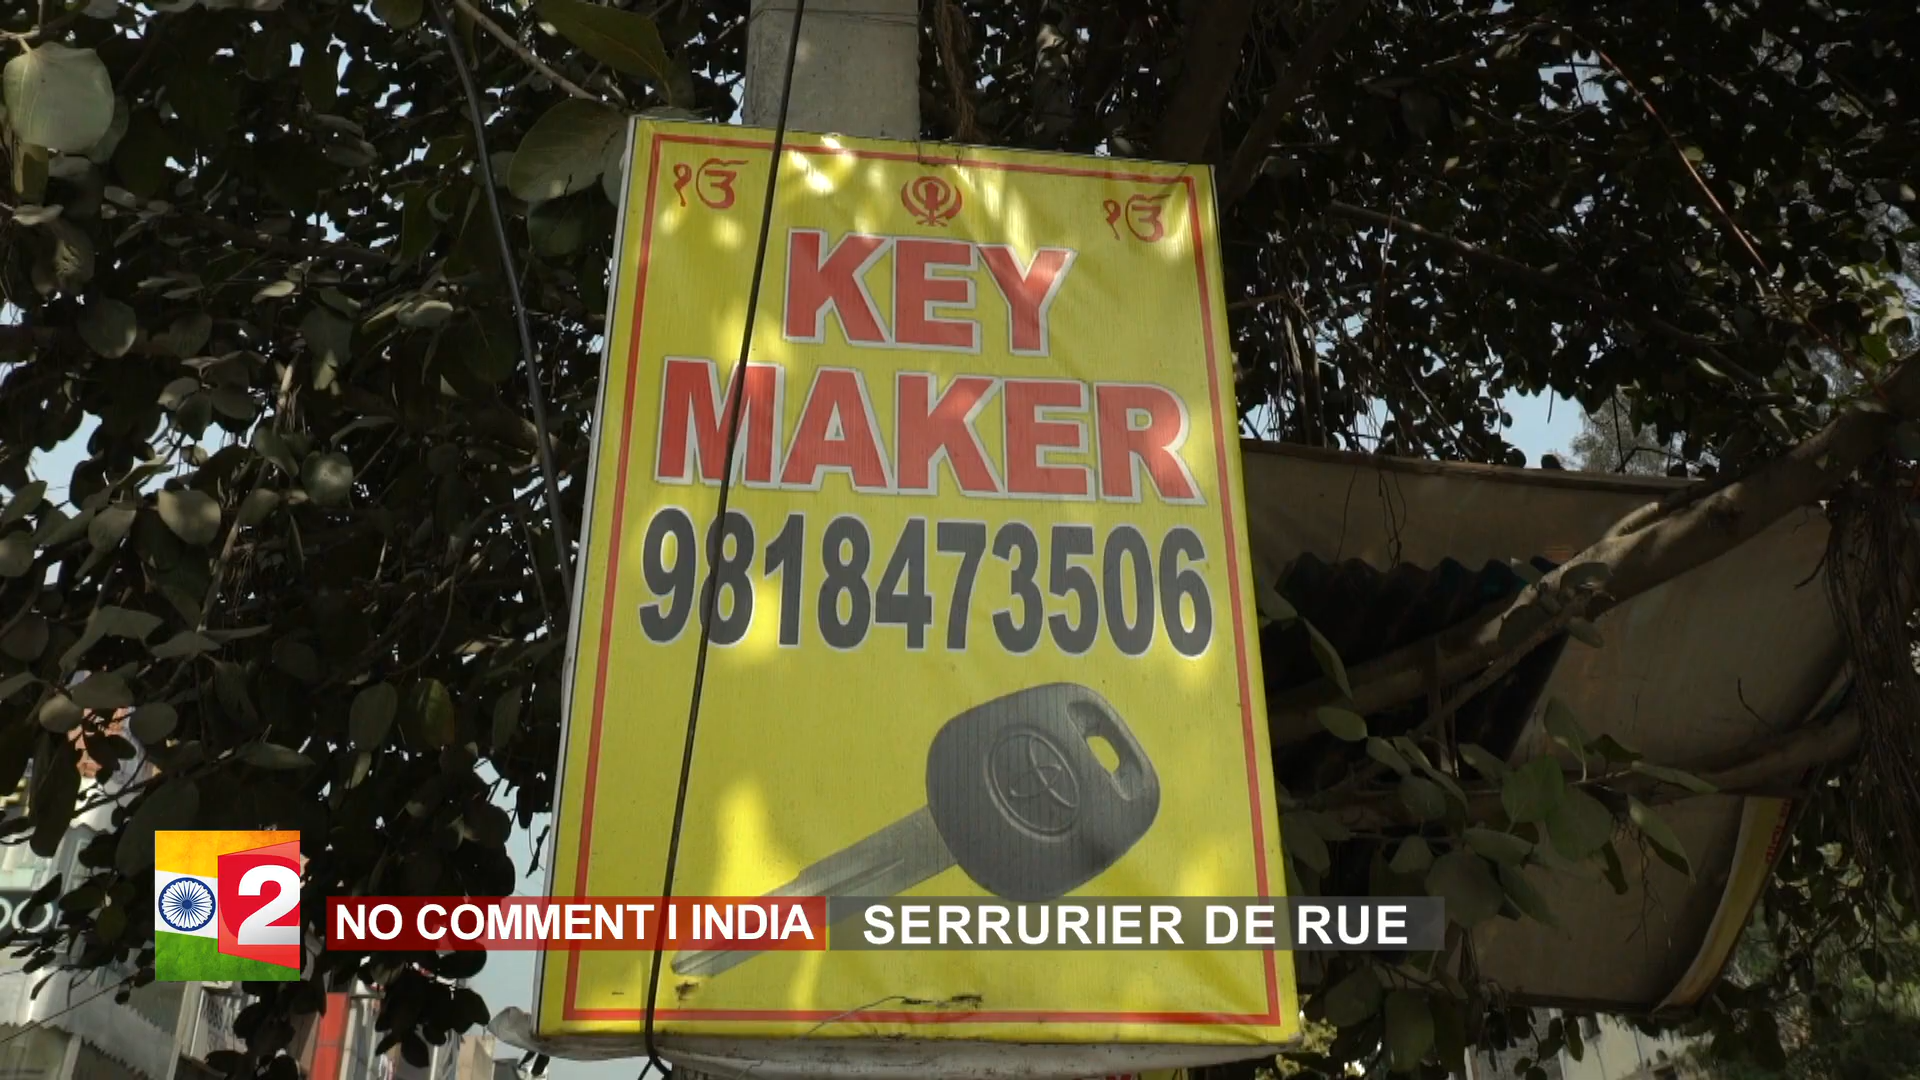 ੴ ੴ
KEY
MAKER
9818473506
2
NO COMMENT I INDIA
SERRURIER DE RUE